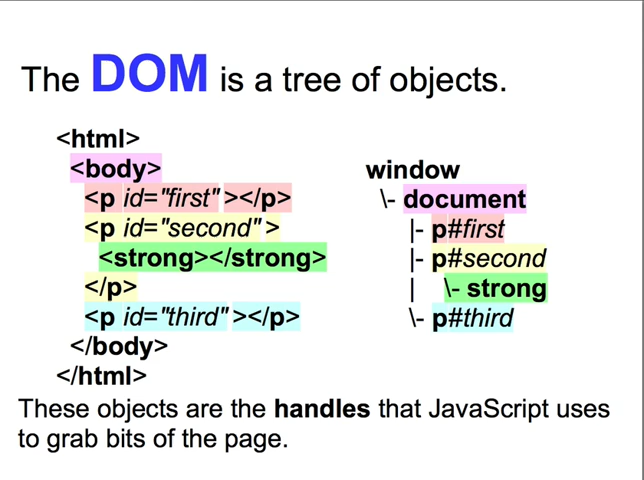 The DOM is a tree of objects.
<html>
<body>
<p id="first" ></p>
<p id="second" >
<strong></strong>
</p>
<p id="third" ></p>
</body>
</html>
window
\- document
|- p#first
|- p#second
| \- strong
\- p#third
These objects are the handles that JavaScript uses
to grab bits of the page.